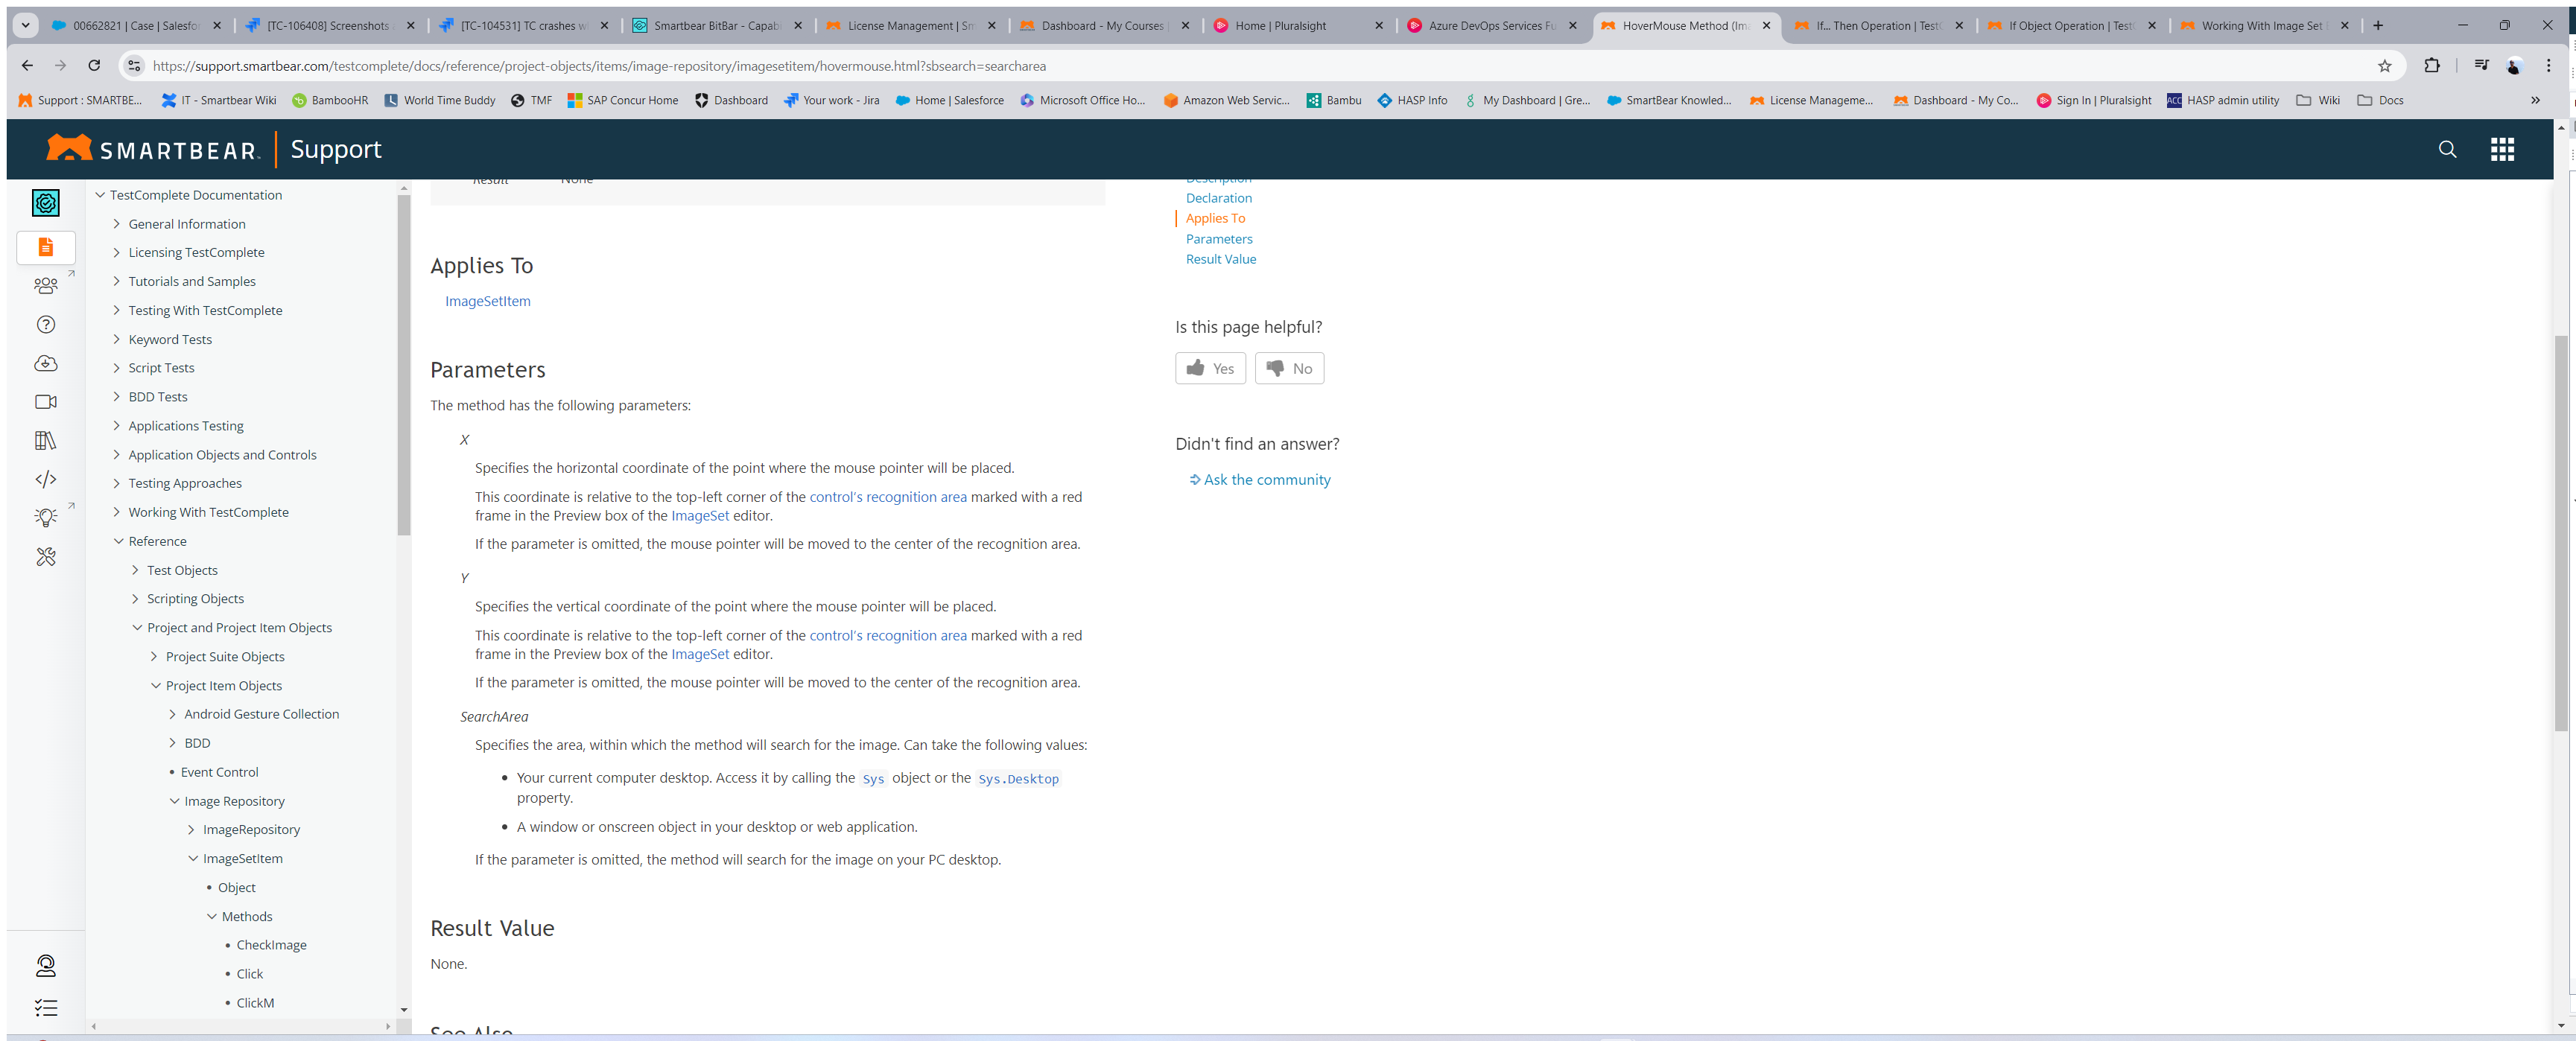 00662821 | Case | Salesfor
[TC-106408] Screenshots
[TC-104531] TC crashes w
Smartbear BitBar - Capab
License Management | Sm
Dashboard - My Courses
Home | Pluralsight
Azure DevOps Services Fu
HoverMouse Method (Ima
If... Then Operation | Test
If Object Operation | Test
Working With Image Set
https://support.smartbear.com/testcomplete/docs/reference/project-objects/items/image-repository/imagesetitem/hovermouse.html?sbsearch=searcharea
Support : SMARTBE...
IT - Smartbear Wiki
BambooHR
World Time Buddy
TMF
SAP Concur Home
Dashboard
Your work - Jira
Home | Salesforce
Microsoft Office Ho...
Amazon Web Servic...
Bambu
HASP Info
My Dashboard | Gre...
SmartBear Knowled...
License Manageme...
Dashboard - My Co...
Sign In | Pluralsight
ACC HASP admin utility
Wiki
Docs
SMARTBEAR | Support
TestComplete Documentation
General Information
Licensing TestComplete
Tutorials and Samples
Testing With TestComplete
Keyword Tests
Script Tests
BDD Tests
Applications Testing
Application Objects and Controls
Testing Approaches
Working With TestComplete
Reference
Test Objects
Scripting Objects
Project and Project Item Objects
Project Suite Objects
Project Item Objects
Android Gesture Collection
BDD
• Event Control
Image Repository
ImageRepository
ImageSetItem
• Object
Methods
• CheckImage
• Click
• ClickM
Result None
Applies To
ImageSetItem
Parameters
The method has the following parameters:
X
Specifies the horizontal coordinate of the point where the mouse pointer will be placed.
This coordinate is relative to the top-left corner of the control's recognition area marked with a red
frame in the Preview box of the ImageSet editor.
If the parameter is omitted, the mouse pointer will be moved to the center of the recognition area.
Y
Specifies the vertical coordinate of the point where the mouse pointer will be placed.
This coordinate is relative to the top-left corner of the control's recognition area marked with a red
frame in the Preview box of the ImageSet editor.
If the parameter is omitted, the mouse pointer will be moved to the center of the recognition area.
SearchArea
Specifies the area, within which the method will search for the image. Can take the following values:
• Your current computer desktop. Access it by calling the Sys object or the Sys.Desktop
property.
• A window or onscreen object in your desktop or web application.
If the parameter is omitted, the method will search for the image on your PC desktop.
Result Value
None.
See Also
Description
Declaration
Applies To
Parameters
Result Value
Is this page helpful?
Yes
No
Didn't find an answer?
Ask the community